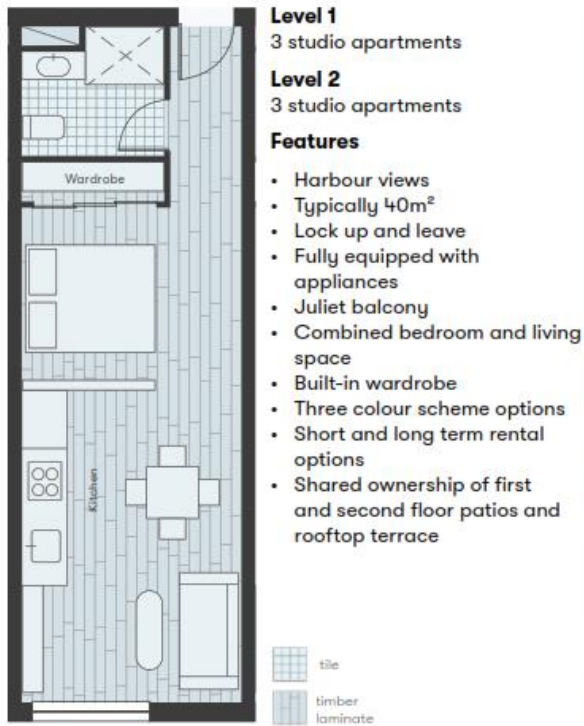 Level 1
3 studio apartments
Level 2
3 studio apartments
Features
• Harbour views
• Typically 40m²
• Lock up and leave
• Fully equipped with
appliances
• Juliet balcony
• Combined bedroom and living
space
• Built-in wardrobe
• Three colour scheme options
• Short and long term rental
options
• Shared ownership of first
and second floor patios and
rooftop terrace
Wardrobe
Kitchen
tile
timber
laminate